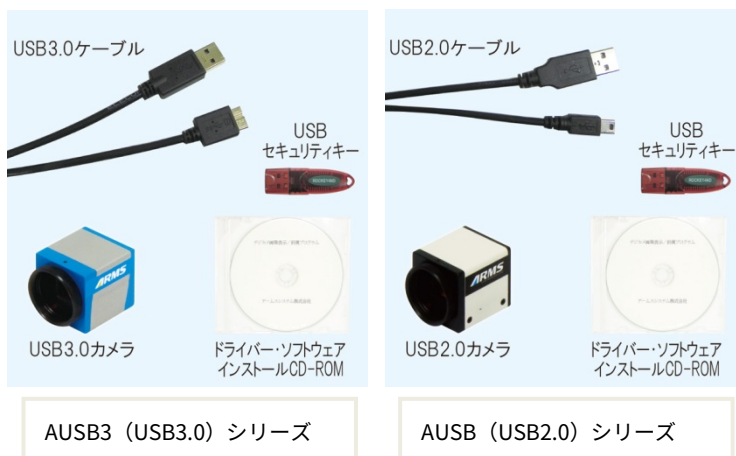 USB3.0ケーブル
USB
セキュリティキー
ARMS
USB3.0カメラ
ドライバー・ソフトウェア
インストールCD-ROM
AUSB3（USB3.0）シリーズ
USB2.0ケーブル
USB
セキュリティキー
ARMS
USB2.0カメラ
ドライバー・ソフトウェア
インストールCD-ROM
AUSB（USB2.0）シリーズ